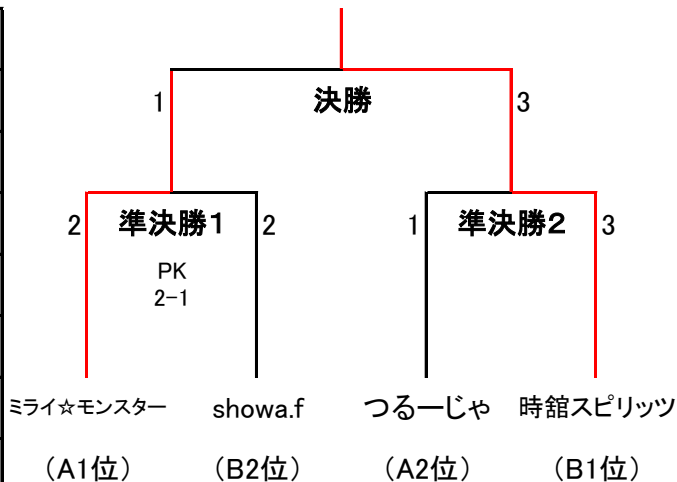 1 決勝 3
2 準決勝1 2 1 準決勝2 3
PK
2-1
ミライ☆モンスター showa.f つるーじゃ 時舘スピリッツ
（A1位） （B2位） （A2位） （B1位）